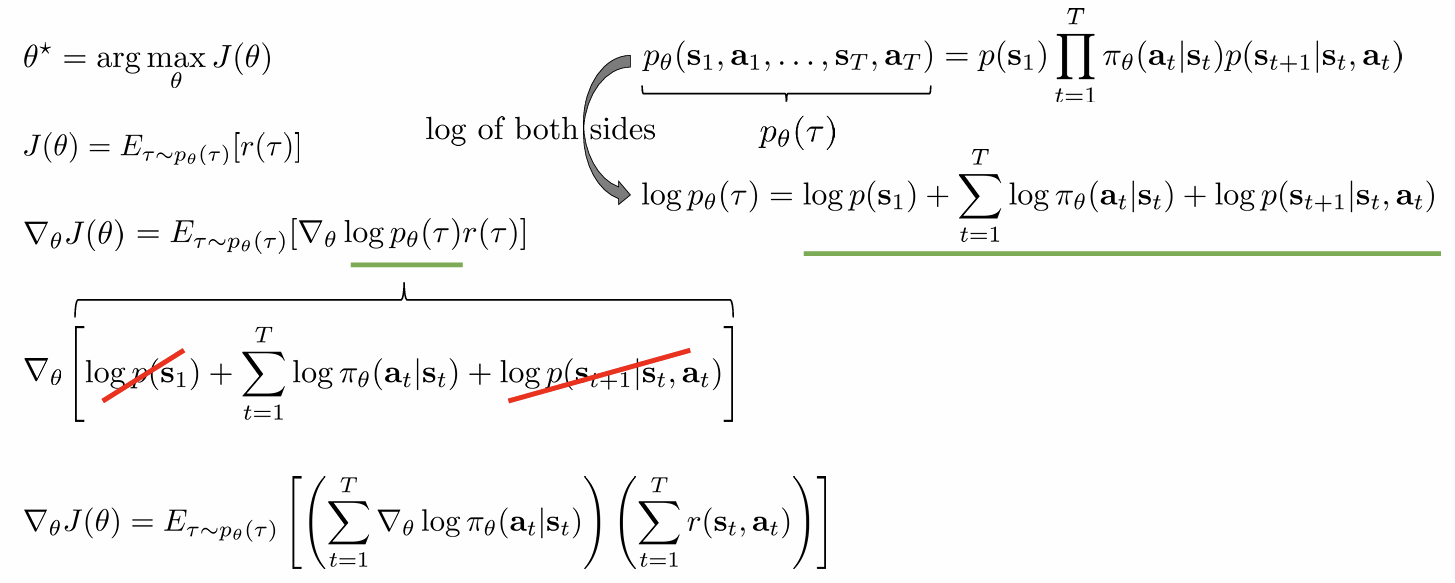 θ⋆ = arg max_θ J(θ)
p_θ(s_1, a_1, . . . , s_T, a_T) = p(s_1) ∏_{t=1}^{T} π_θ(a_t|s_t)p(s_{t+1}|s_t, a_t)
p_θ(τ)
log of both sides
J(θ) = E_{τ∼p_θ(τ)}[r(τ)]
log p_θ(τ) = log p(s_1) + ∑_{t=1}^{T} log π_θ(a_t|s_t) + log p(s_{t+1}|s_t, a_t)
∇_θ J(θ) = E_{τ∼p_θ(τ)}[∇_θ log p_θ(τ)r(τ)]
∇_θ [log p(s_1) + ∑_{t=1}^{T} log π_θ(a_t|s_t) + log p(s_{t+1}|s_t, a_t)]
∇_θ J(θ) = E_{τ∼p_θ(τ)} [(∑_{t=1}^{T} ∇_θ log π_θ(a_t|s_t)) (∑_{t=1}^{T} r(s_t, a_t))]